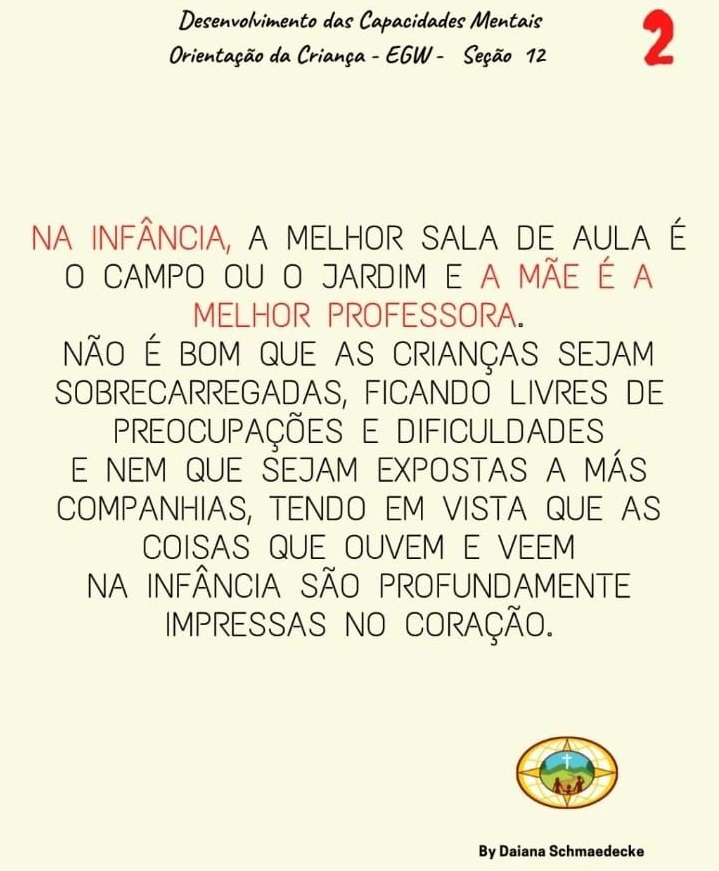 Desenvolvimento das Capacidades Mentais
Orientação da Criança - EGW - Seção 12
2
NA INFÂNCIA, A MELHOR SALA DE AULA É
O CAMPO OU O JARDIM E A MÃE É A
MELHOR PROFESSORA.
NÃO É BOM QUE AS CRIANÇAS SEJAM
SOBRECARREGADAS, FICANDO LIVRES DE
PREOCUPAÇÕES E DIFICULDADES
E NEM QUE SEJAM EXPOSTAS A MÁS
COMPANHIAS, TENDO EM VISTA QUE AS
COISAS QUE OUVEM E VEEM
NA INFÂNCIA SÃO PROFUNDAMENTE
IMPRESSAS NO CORAÇÃO.
By Daiana Schmaedecke